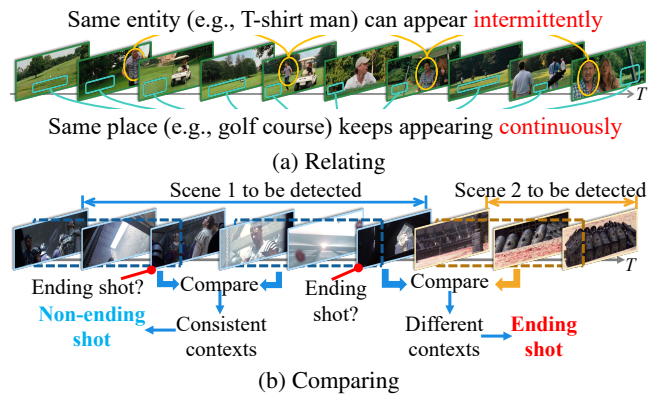 Same entity (e.g., T-shirt man) can appear intermittently
T
Same place (e.g., golf course) keeps appearing continuously
(a) Relating
Scene 1 to be detected
Scene 2 to be detected
T
Ending shot?
Compare
Ending shot?
Compare
Non-ending shot
Consistent contexts
Different contexts
Ending shot
(b) Comparing